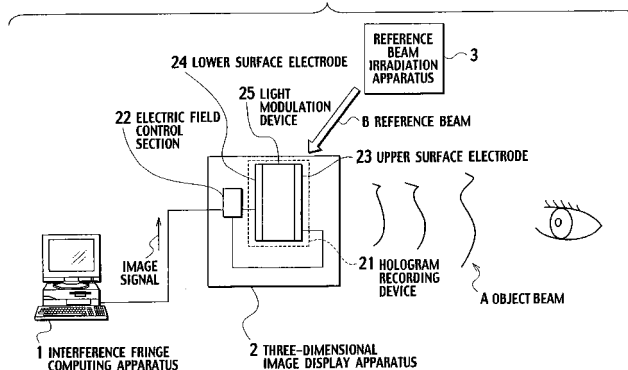 REFERENCE
BEAM
IRRADIATION
APPARATUS
3
24 LOWER SURFACE ELECTRODE
25 LIGHT
MODULATION
DEVICE
22 ELECTRIC FIELD
CONTROL
SECTION
B REFERENCE BEAM
23 UPPER SURFACE ELECTRODE
IMAGE
SIGNAL
21 HOLOGRAM
RECORDING
DEVICE
A OBJECT BEAM
1 INTERFERENCE FRINGE
COMPUTING APPARATUS
2 THREE-DIMENSIONAL
IMAGE DISPLAY APPARATUS